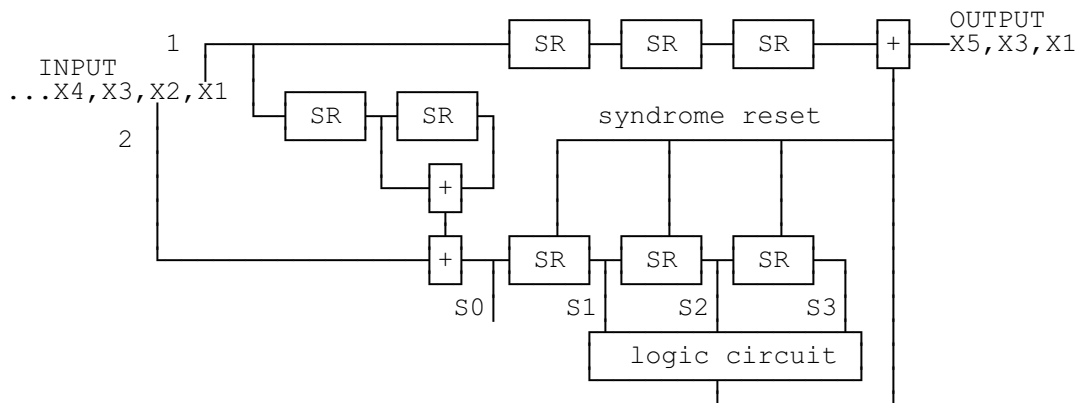 OUTPUT
1 SR SR SR + X5,X3,X1
INPUT
...X4,X3,X2,X1
SR SR syndrome reset
2
+
+ SR SR SR
S0 S1 S2 S3
logic circuit